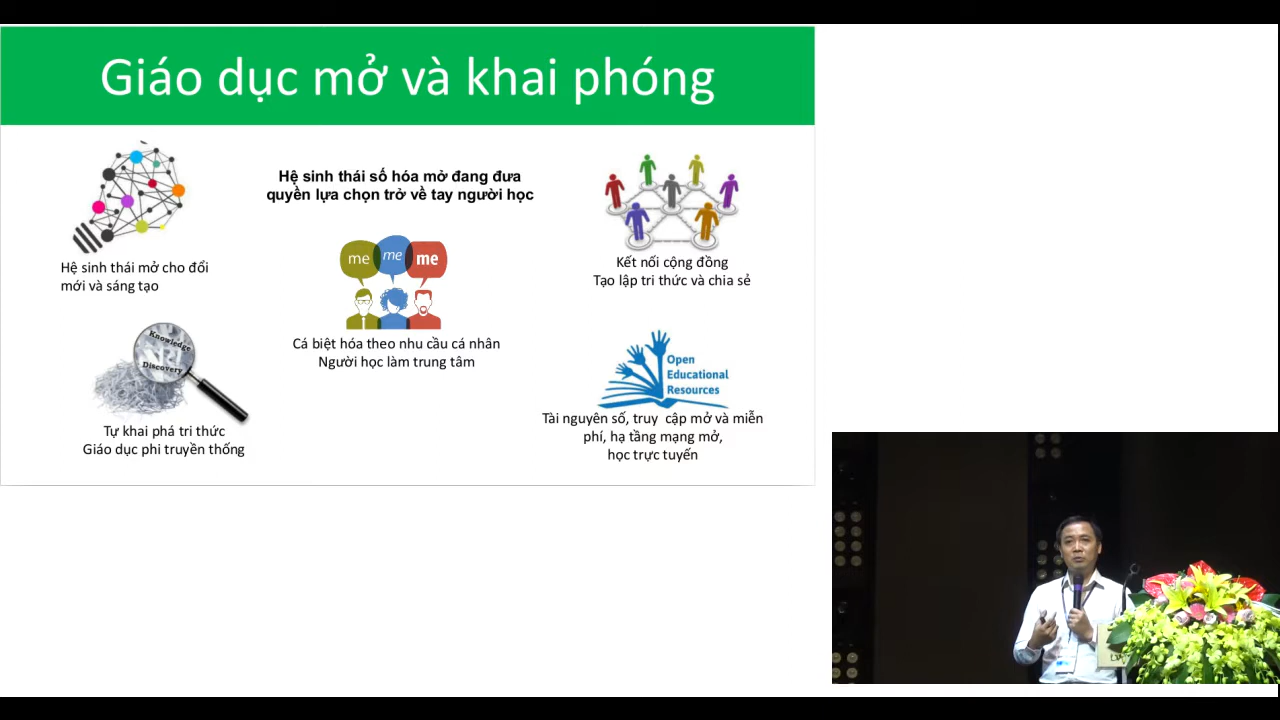 Giáo dục mở và khai phóng
Hệ sinh thái số hóa mở đang đưa
quyền lựa chọn trở về tay người học
Hệ sinh thái mở cho đổi
mới và sáng tạo
me me me
Cá biệt hóa theo nhu cầu cá nhân
Người học làm trung tâm
Kết nối cộng đồng
Tạo lập tri thức và chia sẻ
Knowledge
Discovery
Tự khai phá tri thức
Giáo dục phi truyền thống
Open
Educational
Resources
Tài nguyên số, truy cập mở và miễn
phí, hạ tầng mạng mở,
học trực tuyến